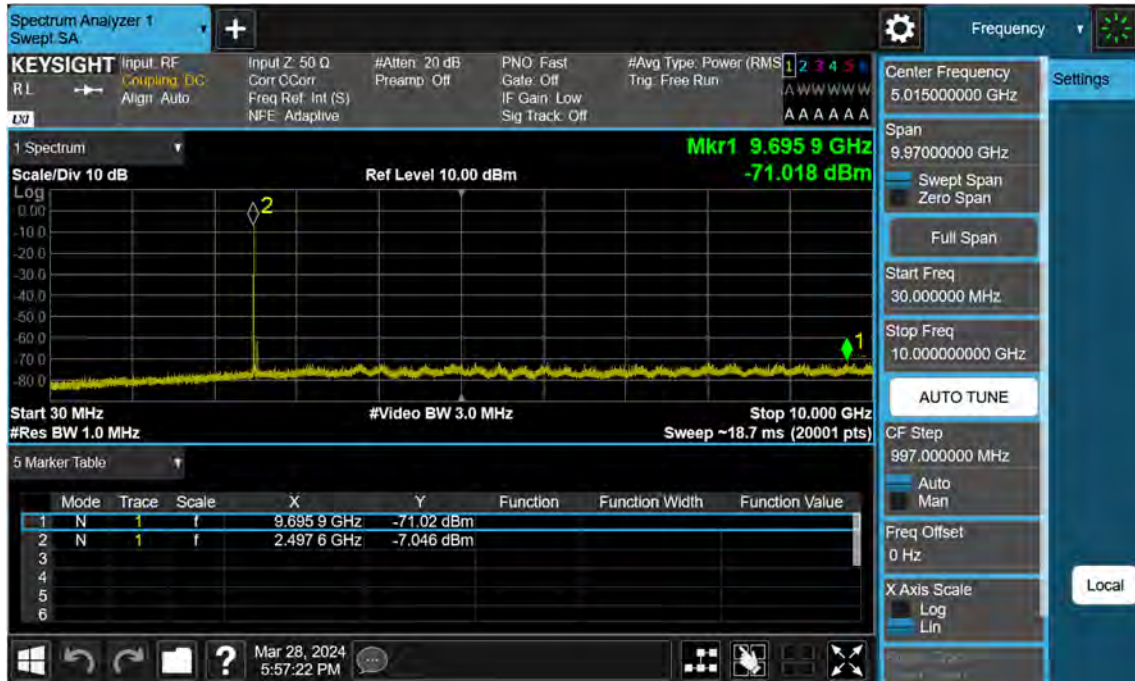 Spectrum Analyzer 1
Swept SA
Frequency
KEYSIGHT
RL
LXI
Input: RF
Coupling: DC
Align: Auto
Input Z: 50 Ω
Corr CCorr
Freq Ref: Int (S)
NFE: Adaptive
#Atten: 20 dB
Preamp: Off
PNO: Fast
Gate: Off
IF Gain: Low
Sig Track: Off
#Avg Type: Power (RMS
Trig: Free Run
1 2 3 4 5 6
A W W W W W
A A A A A A
1 Spectrum
Mkr1 9.695 9 GHz
Scale/Div 10 dB
Ref Level 10.00 dBm
-71.018 dBm
Log
0.00
-10.0
-20.0
-30.0
-40.0
-50.0
-60.0
-70.0
-80.0
2
1
Start 30 MHz
#Video BW 3.0 MHz
Stop 10.000 GHz
#Res BW 1.0 MHz
Sweep ~18.7 ms (20001 pts)
5 Marker Table
Mode Trace Scale X Y Function Function Width Function Value
1 N 1 f 9.695 9 GHz -71.02 dBm
2 N 1 f 2.497 6 GHz -7.046 dBm
3
4
5
6
Mar 28, 2024
5:57:22 PM
Center Frequency
5.015000000 GHz
Span
9.97000000 GHz
Swept Span
Zero Span
Full Span
Start Freq
30.000000 MHz
Stop Freq
10.000000000 GHz
AUTO TUNE
CF Step
997.000000 MHz
Auto
Man
Freq Offset
0 Hz
X Axis Scale
Log
Lin
Settings
Local